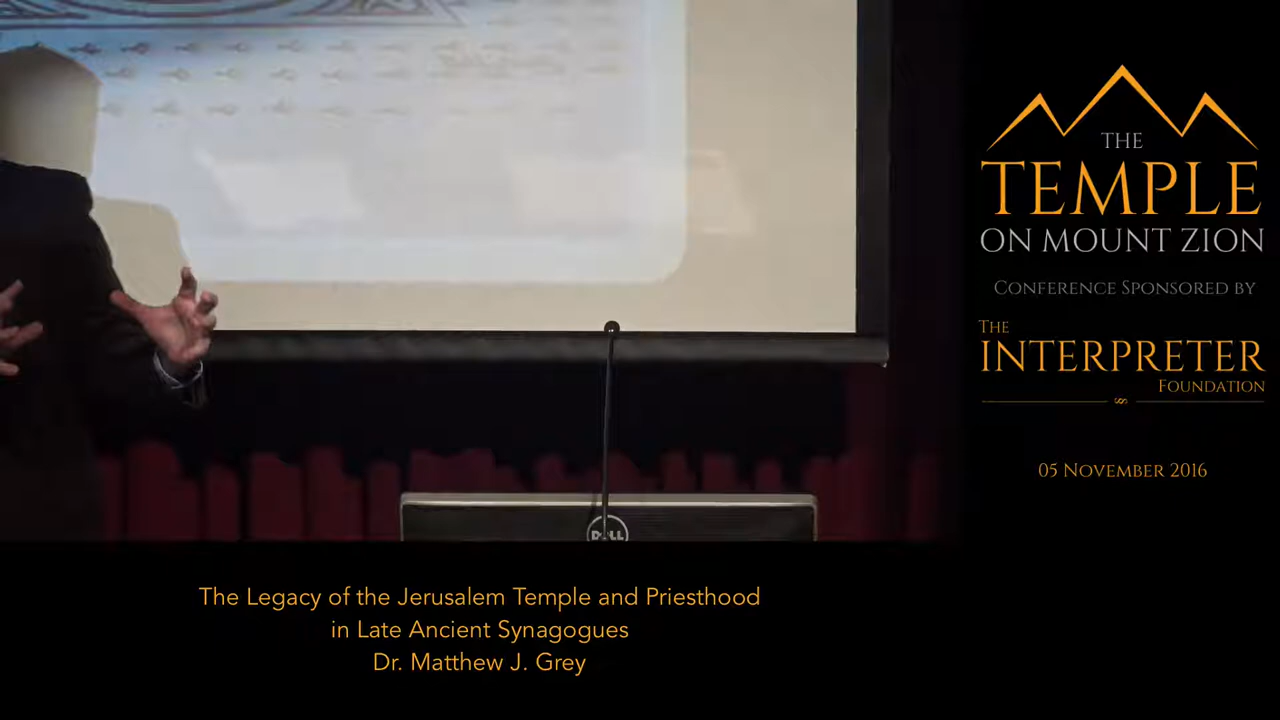 THE
TEMPLE
ON MOUNT ZION
CONFERENCE SPONSORED BY
THE
INTERPRETER
FOUNDATION
05 NOVEMBER 2016
DELL
The Legacy of the Jerusalem Temple and Priesthood
in Late Ancient Synagogues
Dr. Matthew J. Grey